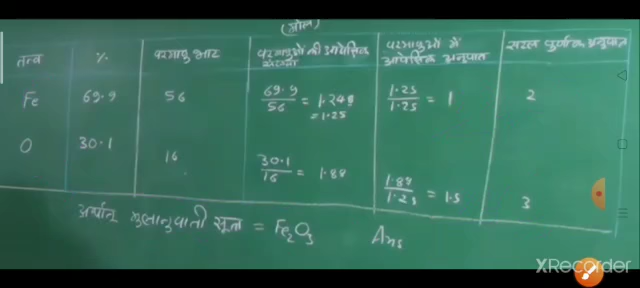 (मोल)
तत्व % परमाणु भार परमाणुओं की आपेक्षिक संख्या परमाणुओं में आपेक्षिक अनुपात सरल पूर्णांक अनुपात
Fe 69.9 56 69.9/56 = 1.248 = 1.25 1.25/1.25 = 1 2
O 30.1 16 30.1/16 = 1.88 1.88/1.25 = 1.5 3
अर्थात् मूलानुपाती सूत्र = Fe₂O₃ Ans
XRecorder